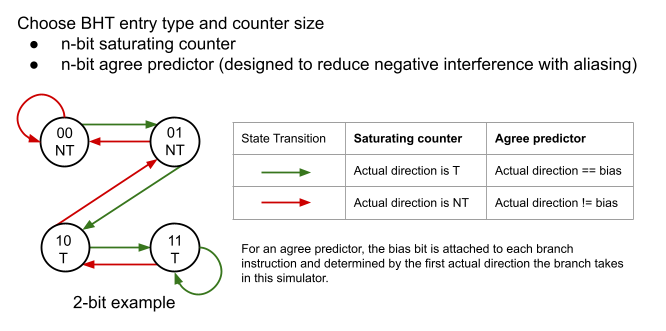 Choose BHT entry type and counter size
● n-bit saturating counter
● n-bit agree predictor (designed to reduce negative interference with aliasing)
00
NT
01
NT
10
T
11
T
2-bit example
State Transition
Saturating counter
Agree predictor
Actual direction is T
Actual direction == bias
Actual direction is NT
Actual direction != bias
For an agree predictor, the bias bit is attached to each branch
instruction and determined by the first actual direction the branch takes
in this simulator.